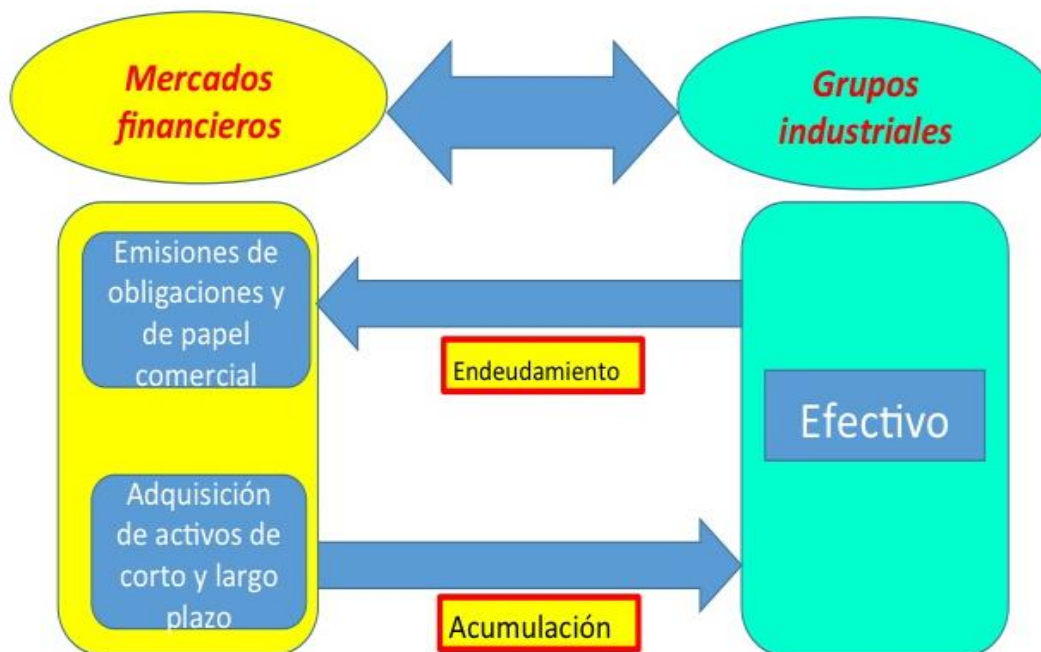 Mercados
financieros
Grupos
industriales
Emisiones de
obligaciones y
de papel
comercial
Endeudamiento
Efectivo
Adquisición
de activos de
corto y largo
plazo
Acumulación